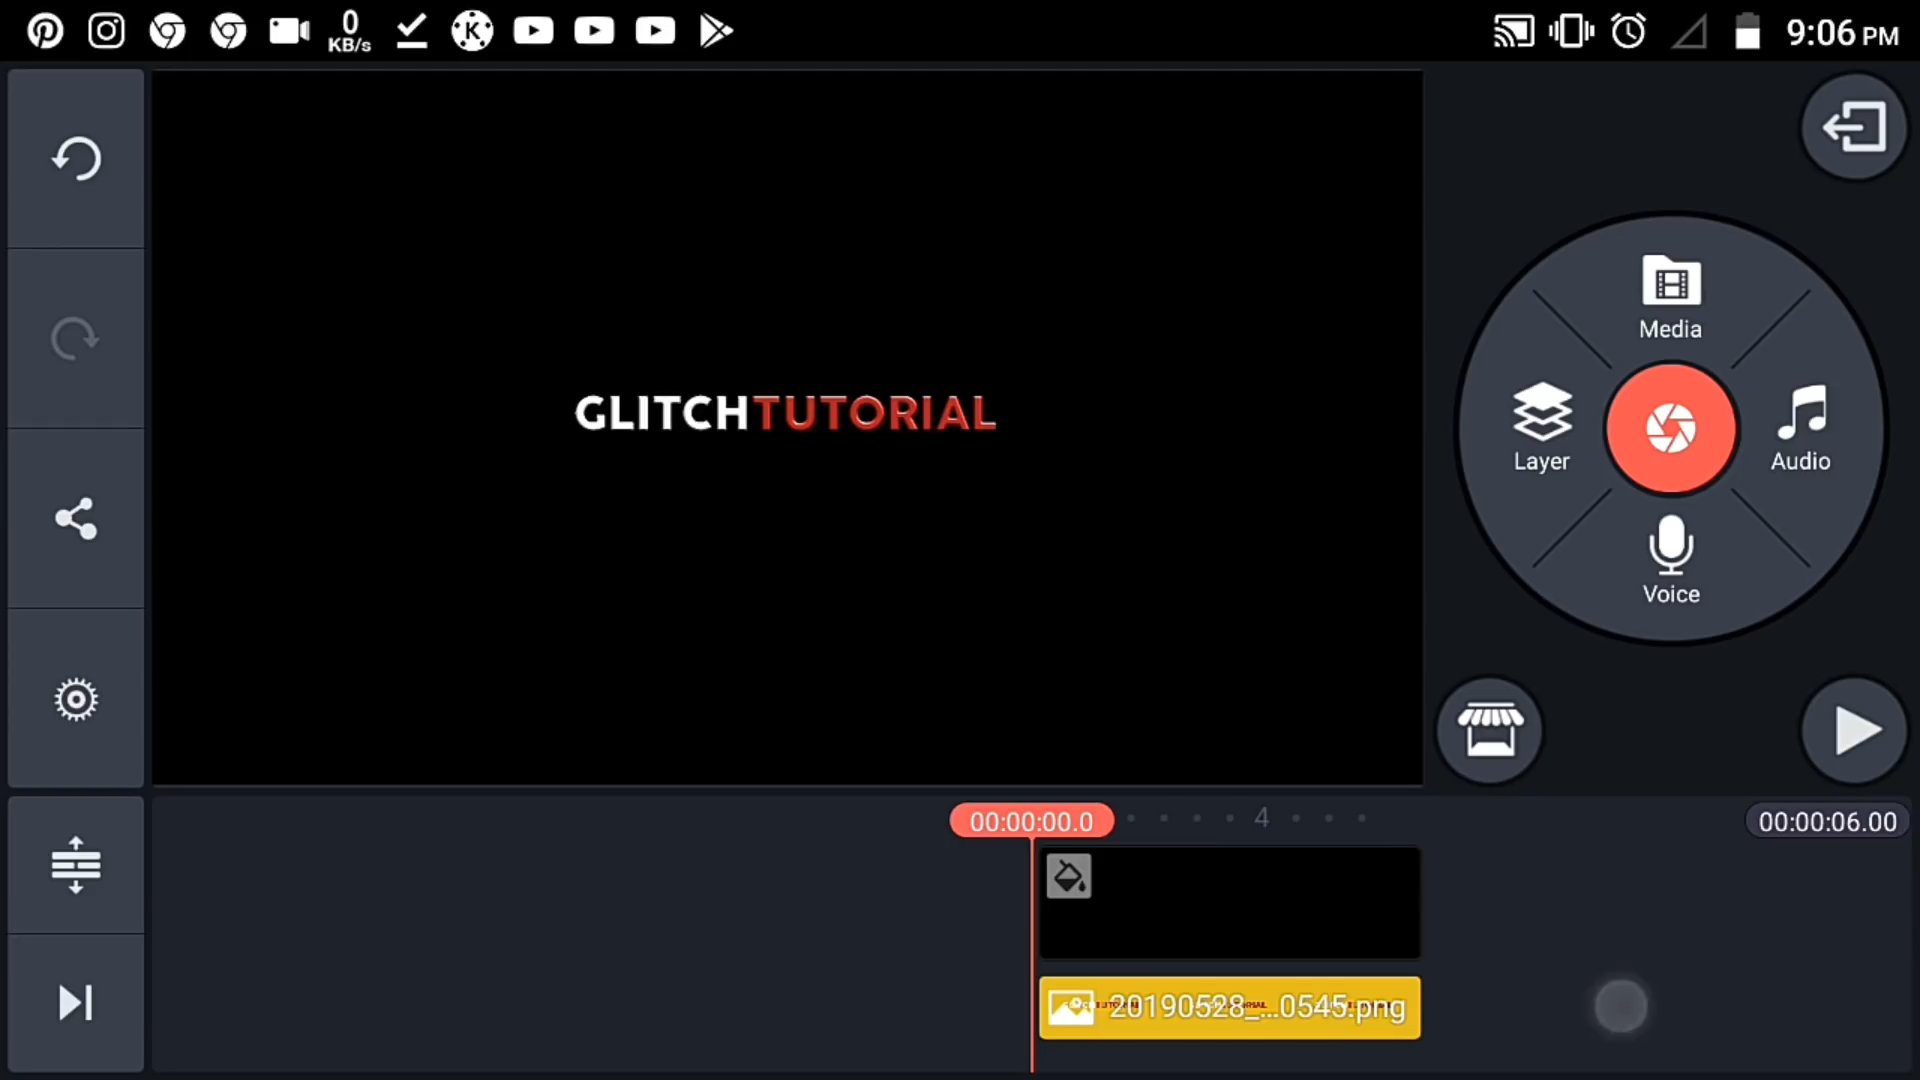 0
KB/s
9:06 PM
GLITCHTUTORIAL
Media
Layer
Audio
Voice
00:00:00.0
4
00:00:06.00
20190528_...0545.png